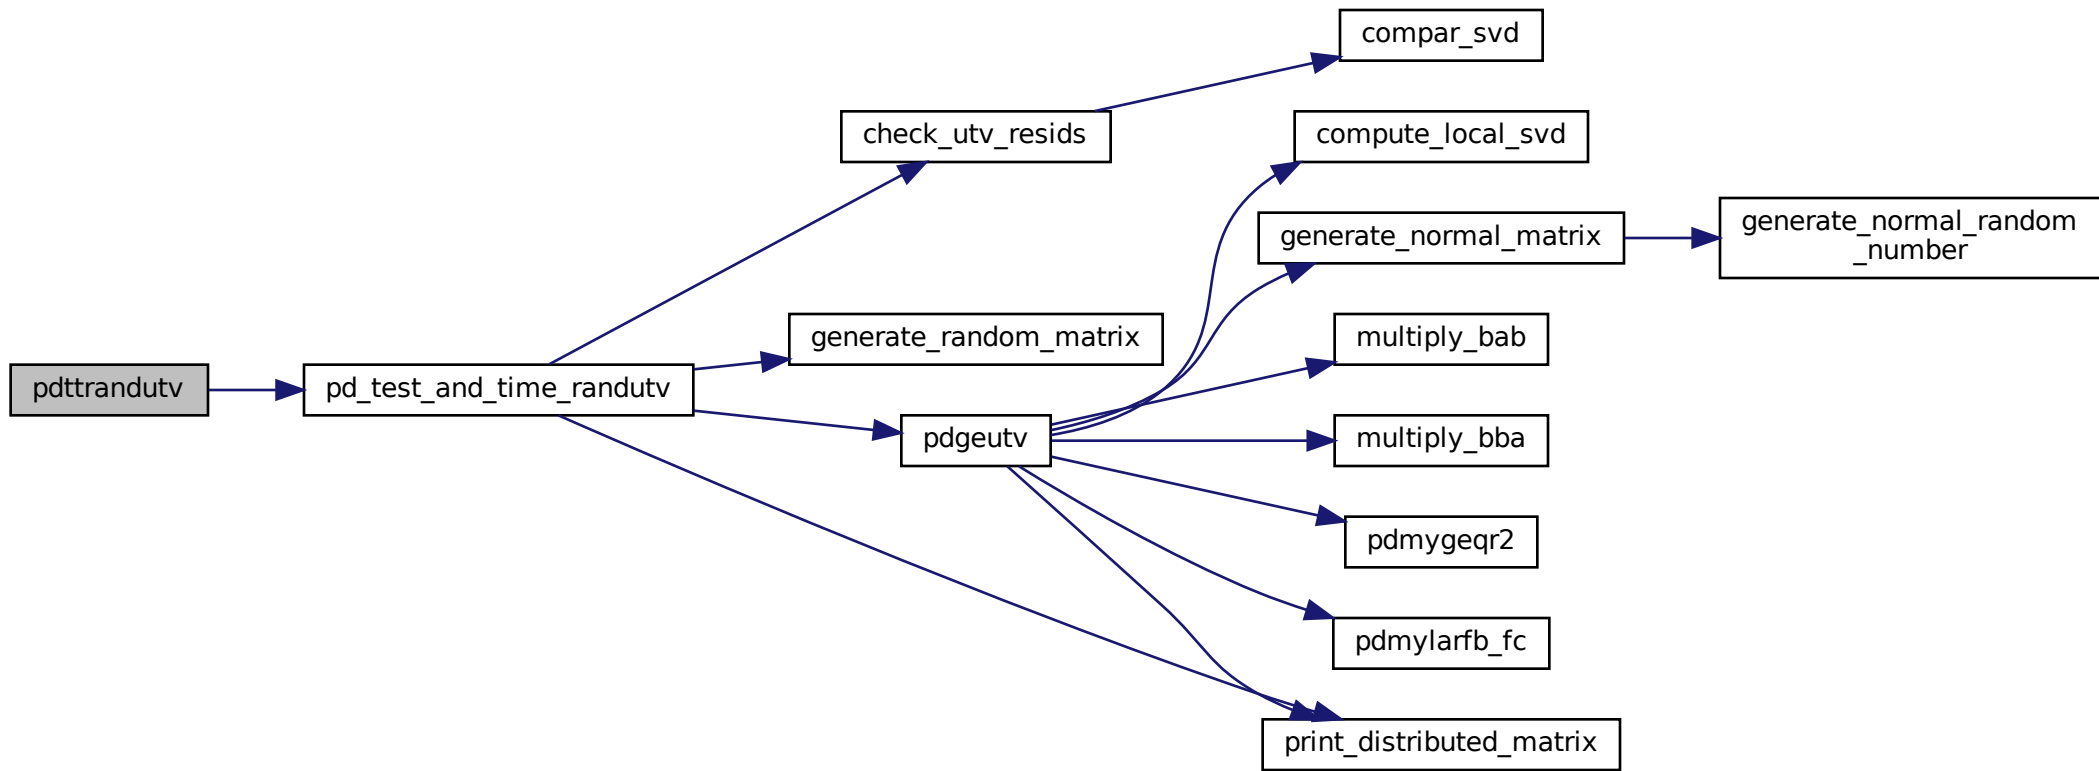 compar_svd
check_utv_resids
compute_local_svd
generate_normal_random
_number
generate_normal_matrix
generate_random_matrix
multiply_bab
pdttrandutv
pd_test_and_time_randutv
pdgeutv
multiply_bba
pdmygeqr2
pdmylarfb_fc
print_distributed_matrix